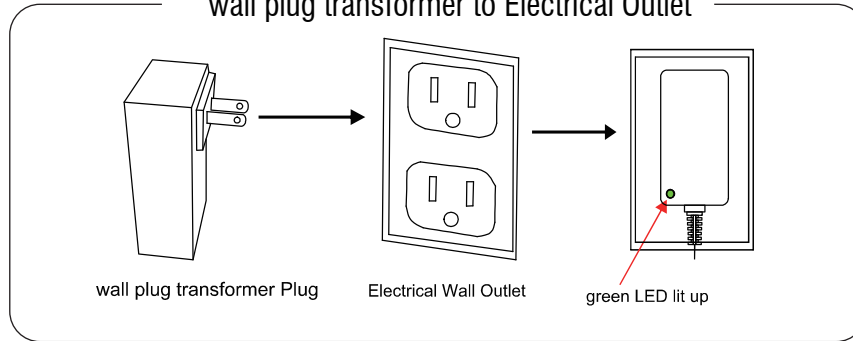 wall plug transformer to Electrical Outlet
wall plug transformer Plug
Electrical Wall Outlet
green LED lit up